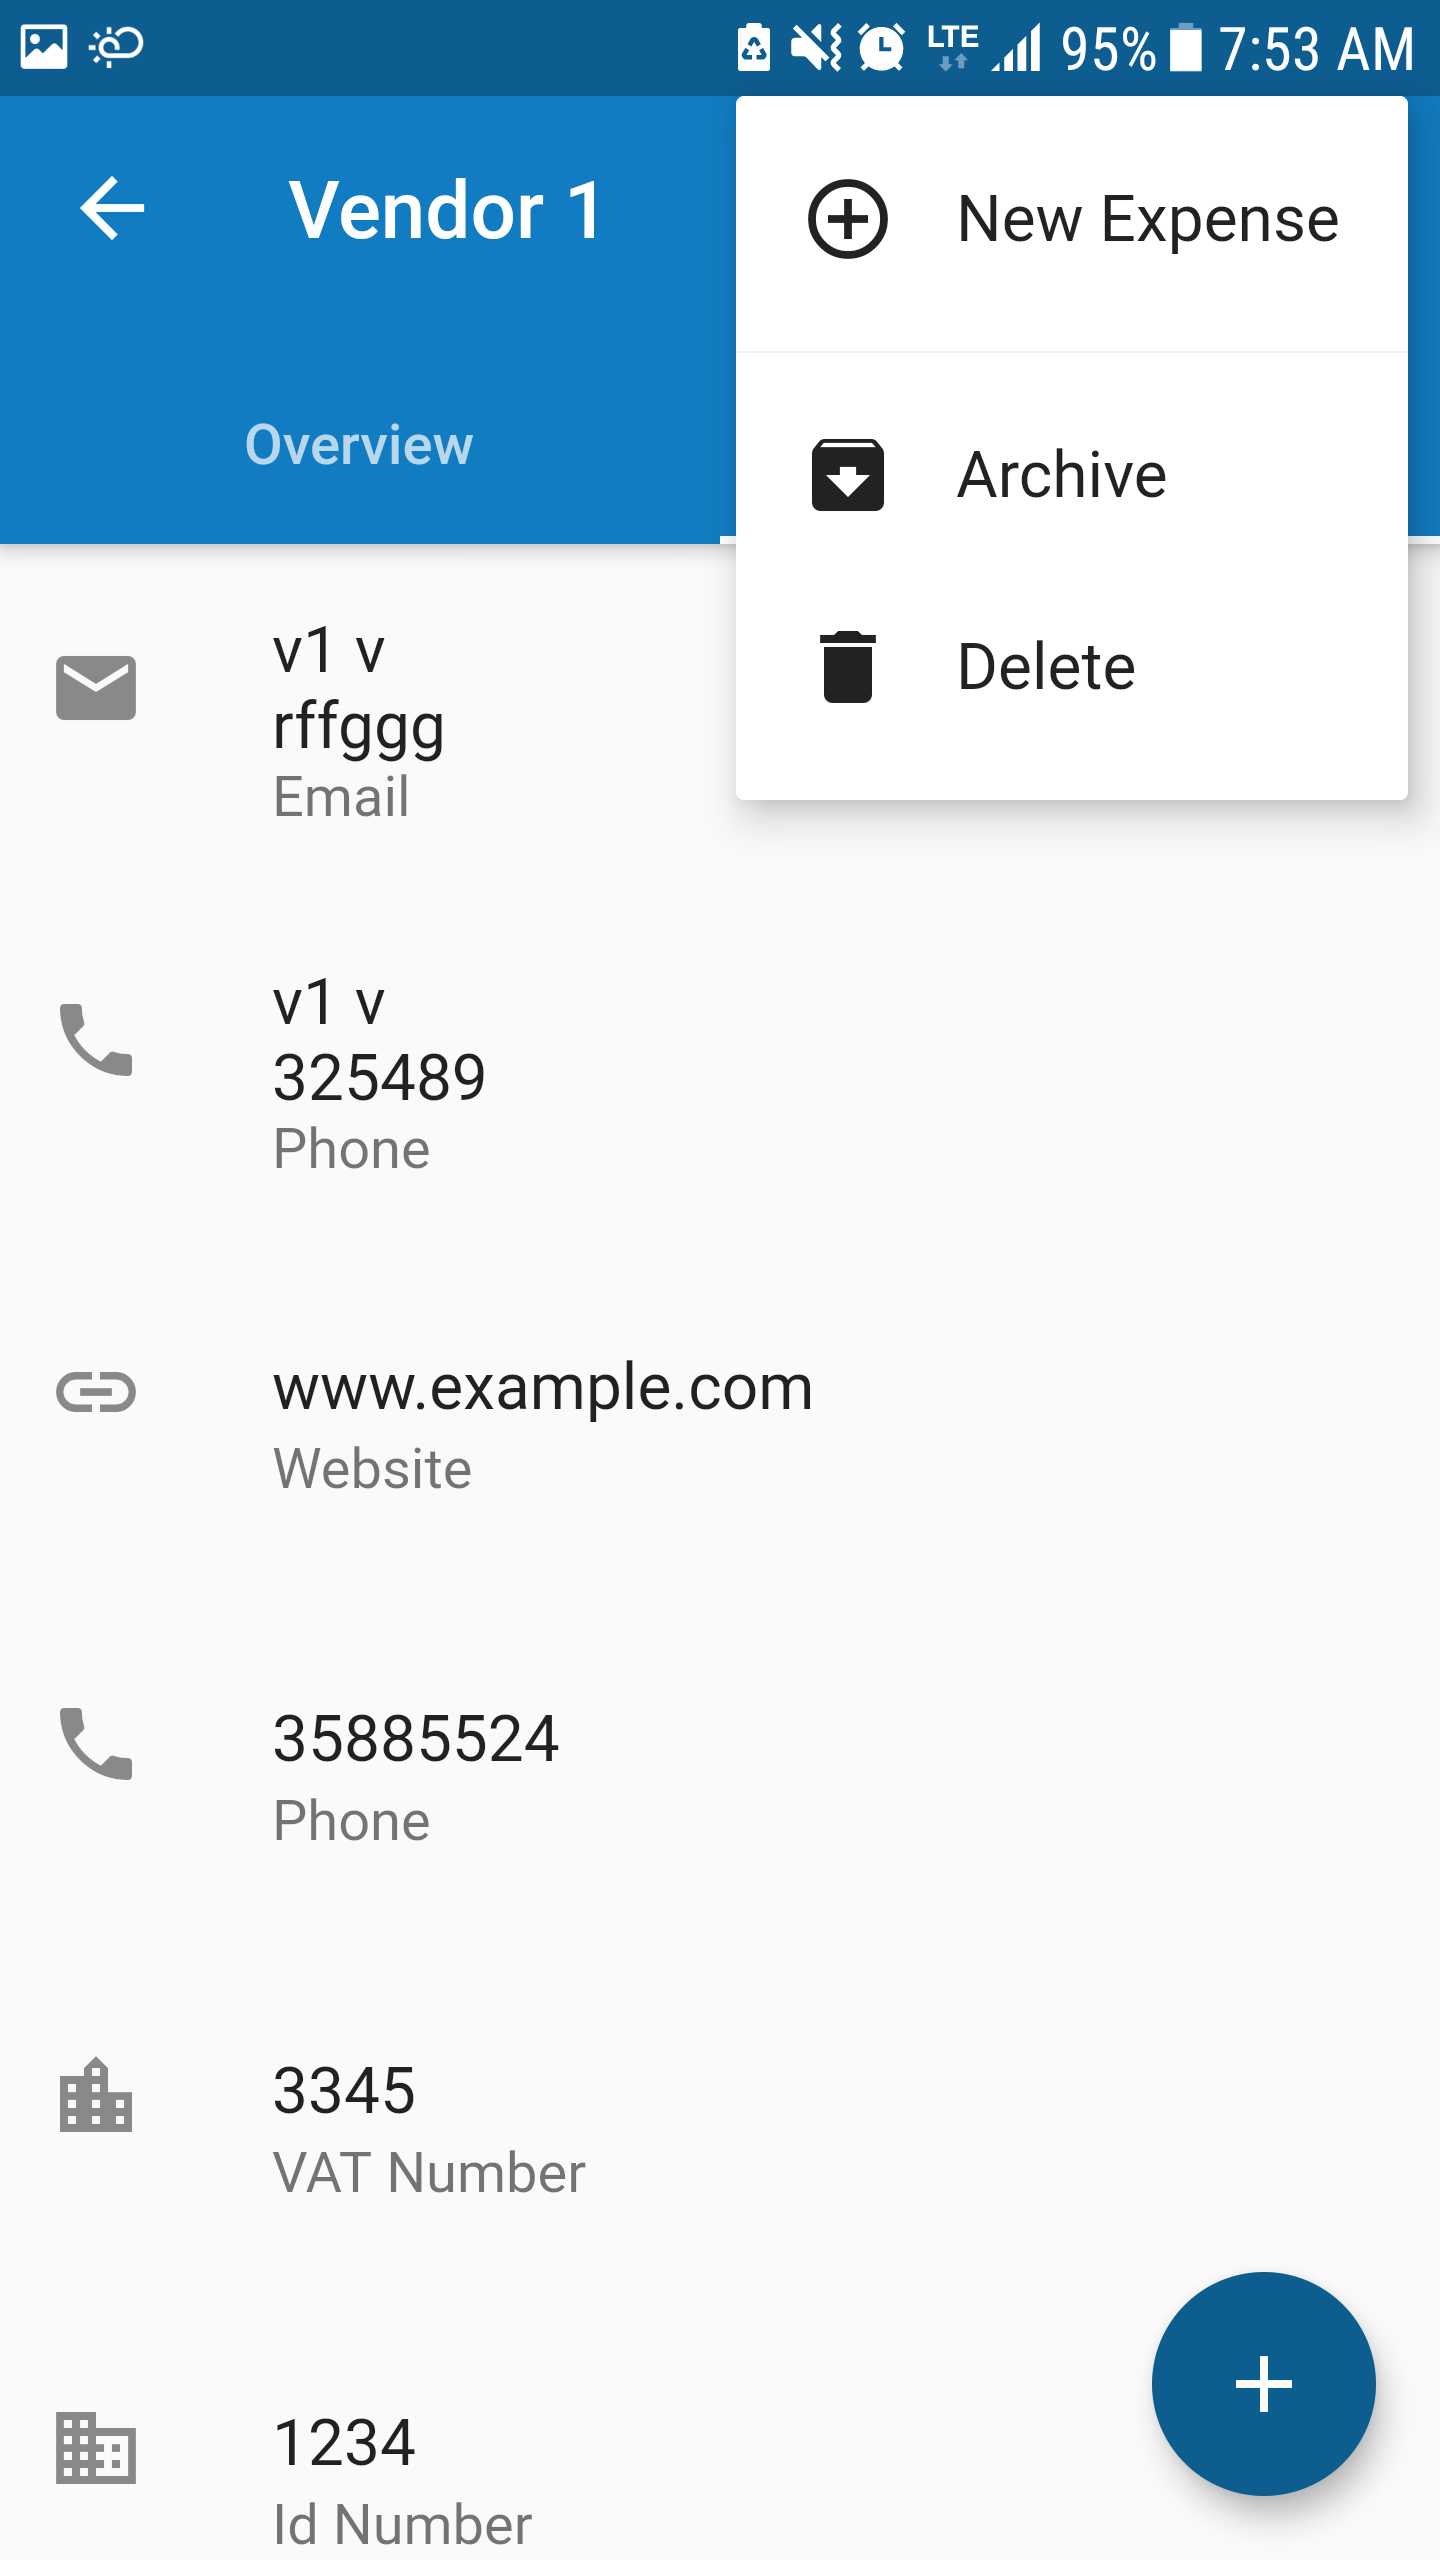 LTE 95% 7:53 AM
Vendor 1
New Expense
Overview
Archive
Delete
v1 v
rffggg
Email
v1 v
325489
Phone
www.example.com
Website
35885524
Phone
3345
VAT Number
1234
Id Number